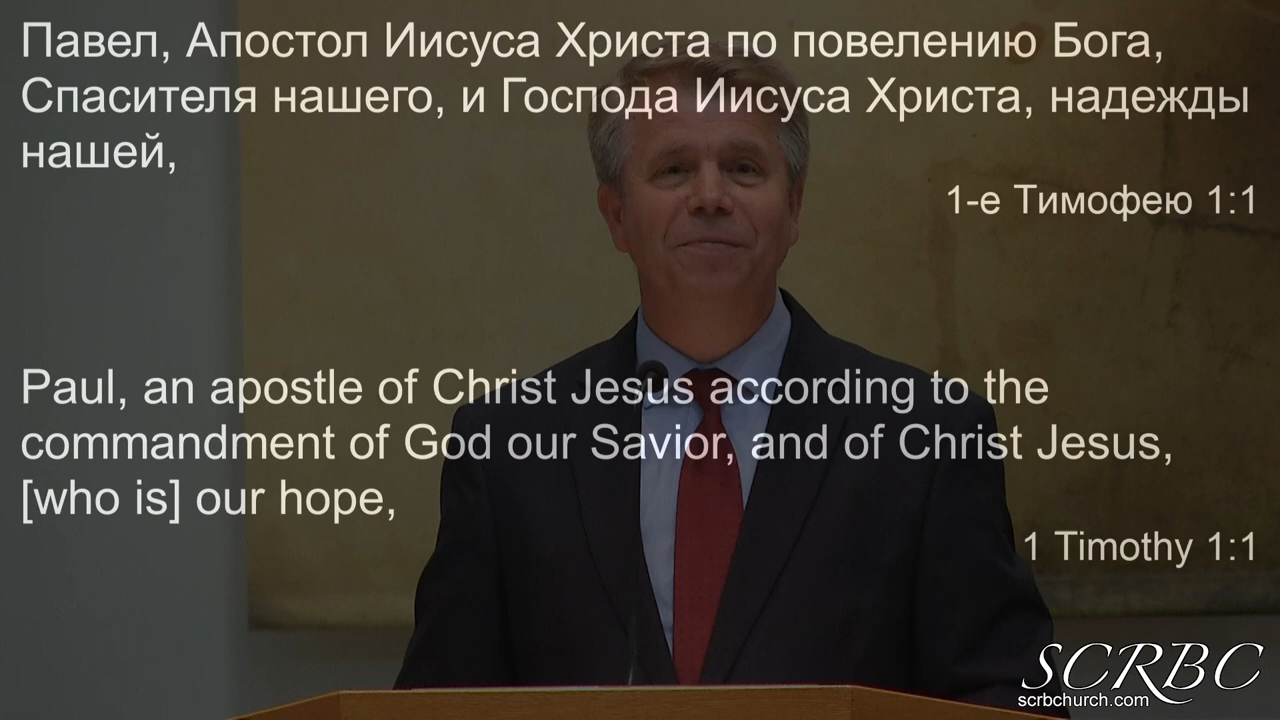 Павел, Апостол Иисуса Христа по повелению Бога,
Спасителя нашего, и Господа Иисуса Христа, надежды
нашей,
1-е Тимофею 1:1
Paul, an apostle of Christ Jesus according to the
commandment of God our Savior, and of Christ Jesus,
[who is] our hope,
1 Timothy 1:1
SCRBC
scrbchurch.com